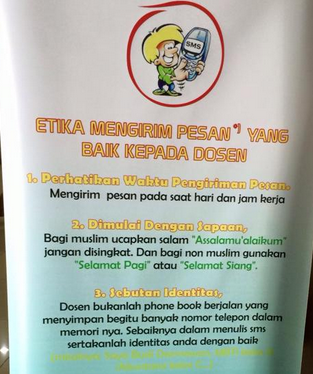 SMS
ETIKA MENGIRIM PESAN*) YANG
BAIK KEPADA DOSEN
1. Perhatikan Waktu Pengiriman Pesan.
Mengirim pesan pada saat hari dan jam kerja
2. Dimulai Dengan Sapaan,
Bagi muslim ucapkan salam "Assalamu'alaikum"
jangan disingkat. Dan bagi non muslim gunakan
"Selamat Pagi" atau "Selamat Siang".
3. Sebutan Identitas,
Dosen bukanlah phone book berjalan yang
menyimpan begitu banyak nomor telepon dalam
memori nya. Sebaiknya dalam menulis sms
sertakanlah identitas anda dengan baik